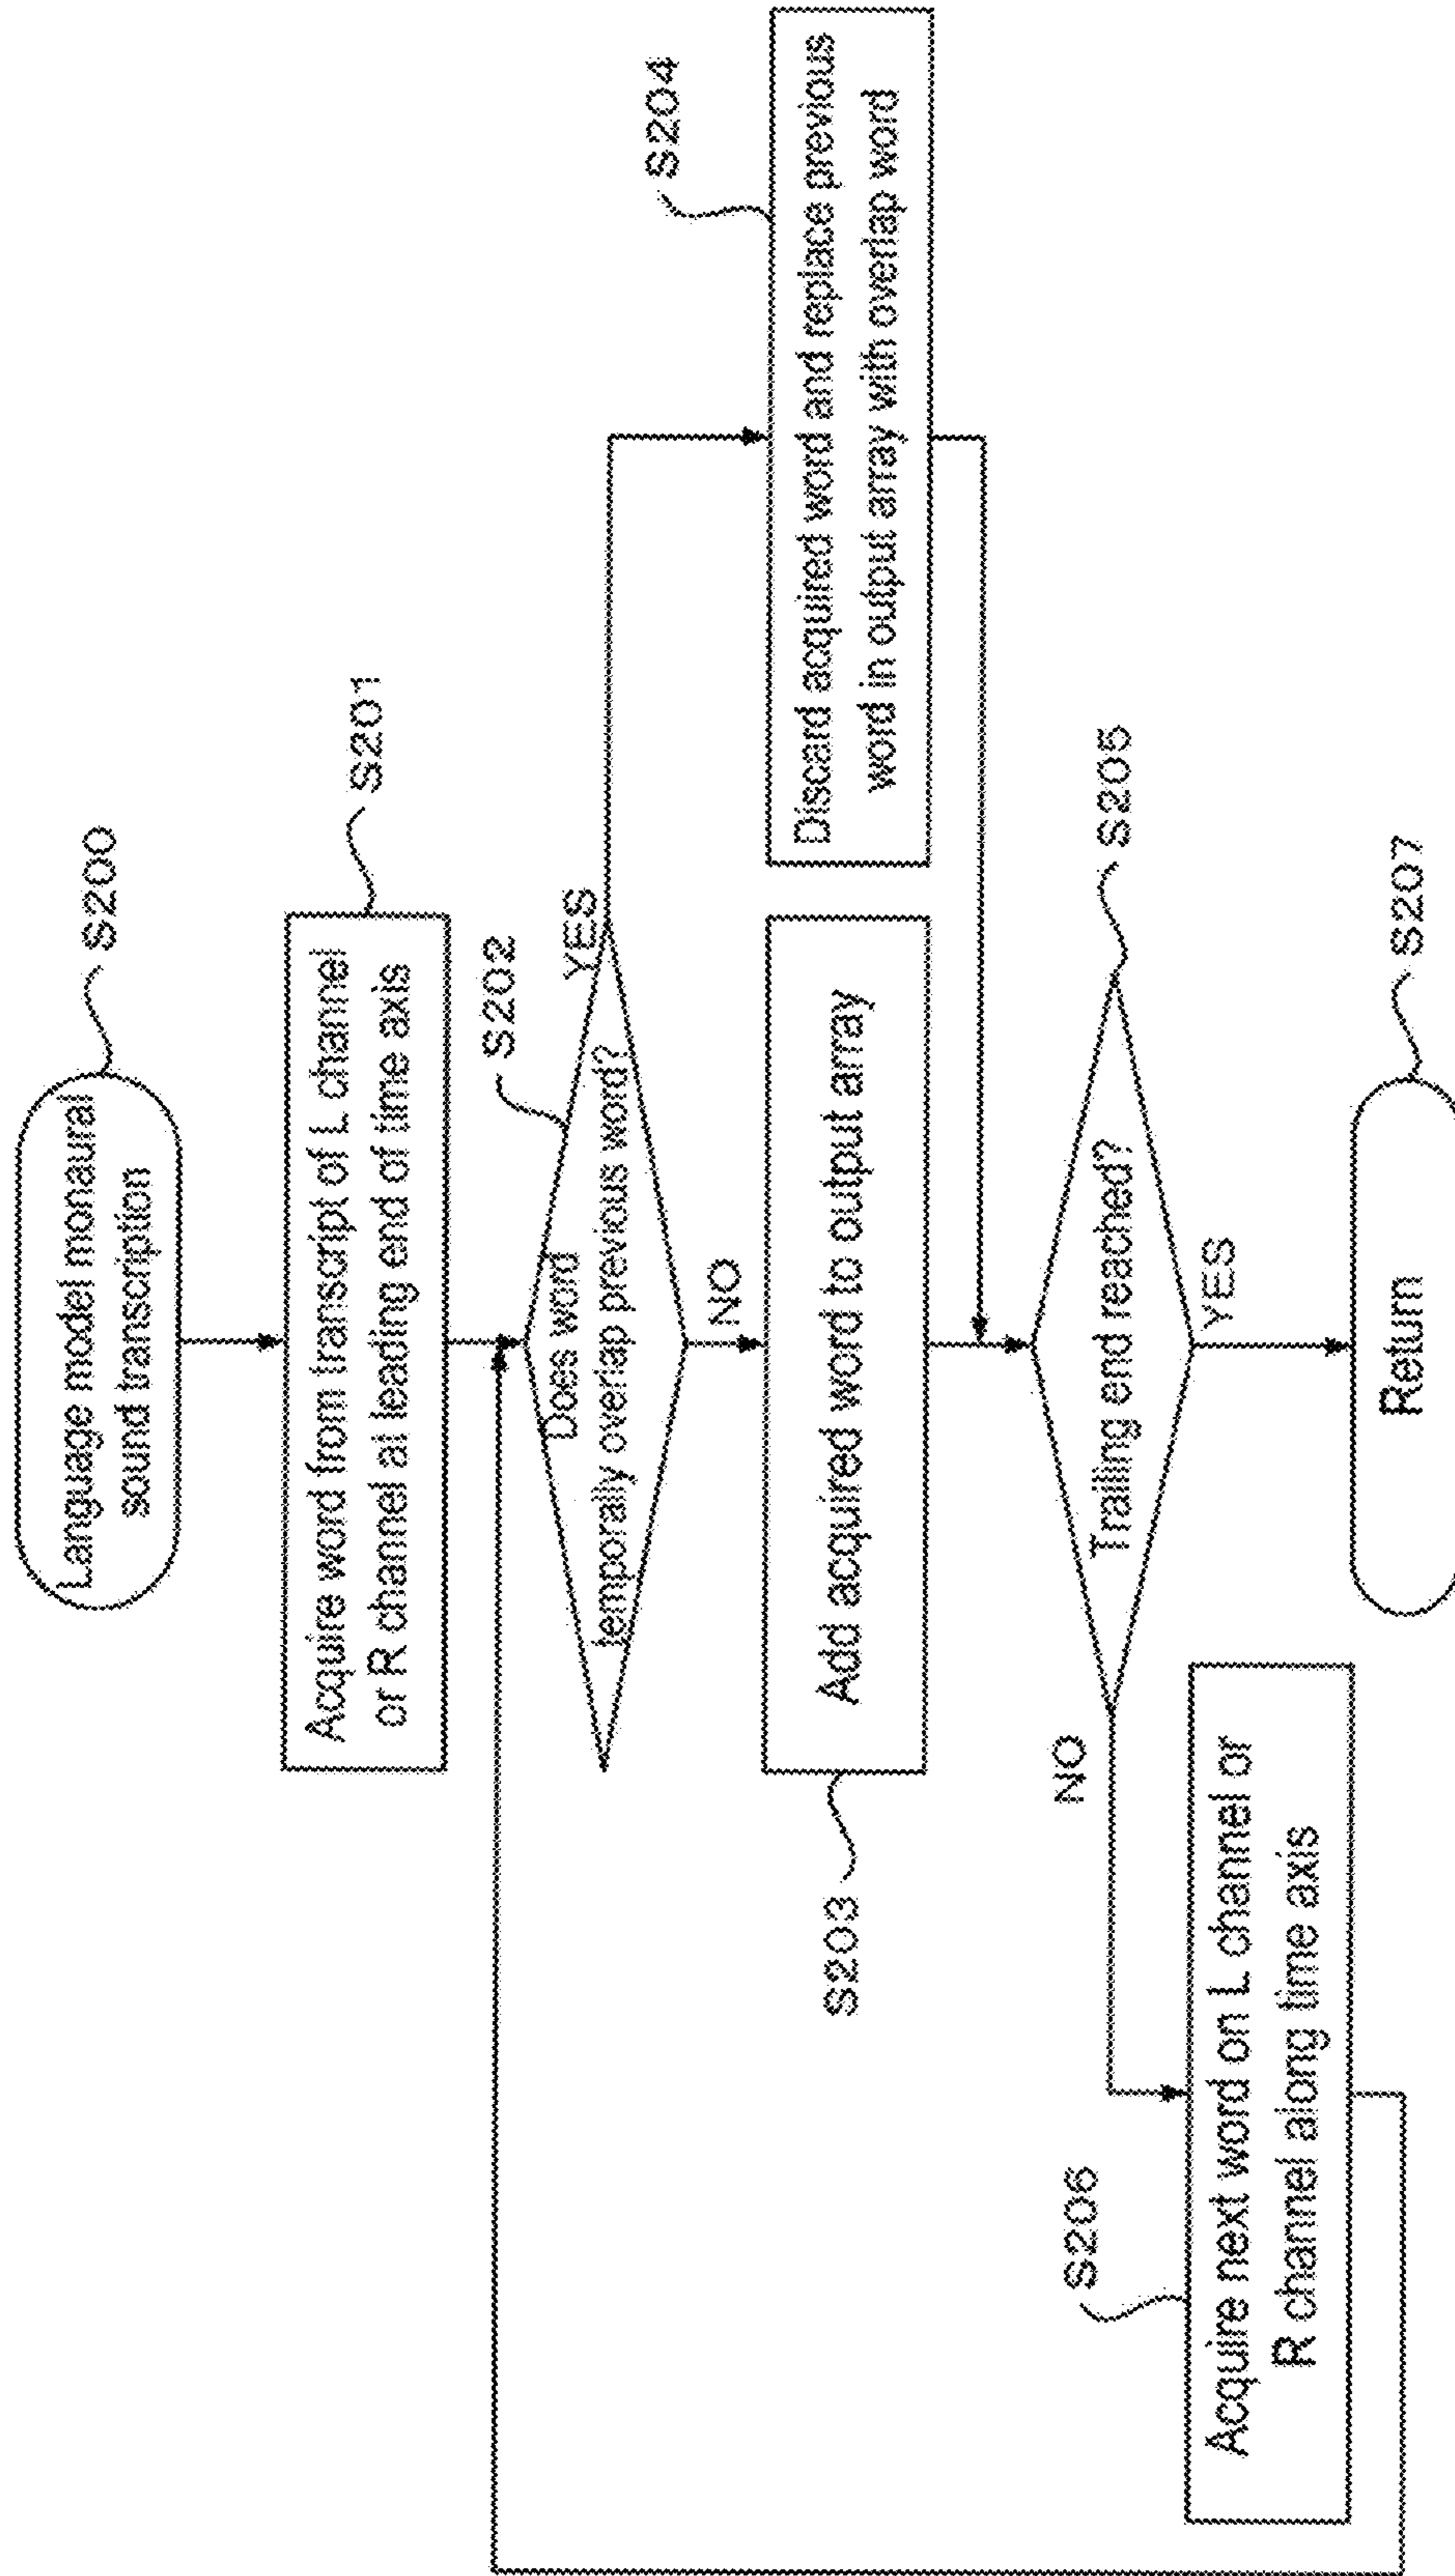 Language model monaural
sound transcription
S200
Acquire word from transcript of L channel
or R channel at leading end of time axis
S201
Does word
temporally overlap previous word?
S202
YES
NO
Add acquired word to output array
S203
Discard acquired word and replace previous
word in output array with overlap word
S204
Trailing end reached?
S205
NO
YES
Acquire next word on L channel or
R channel along time axis
S206
Return
S207